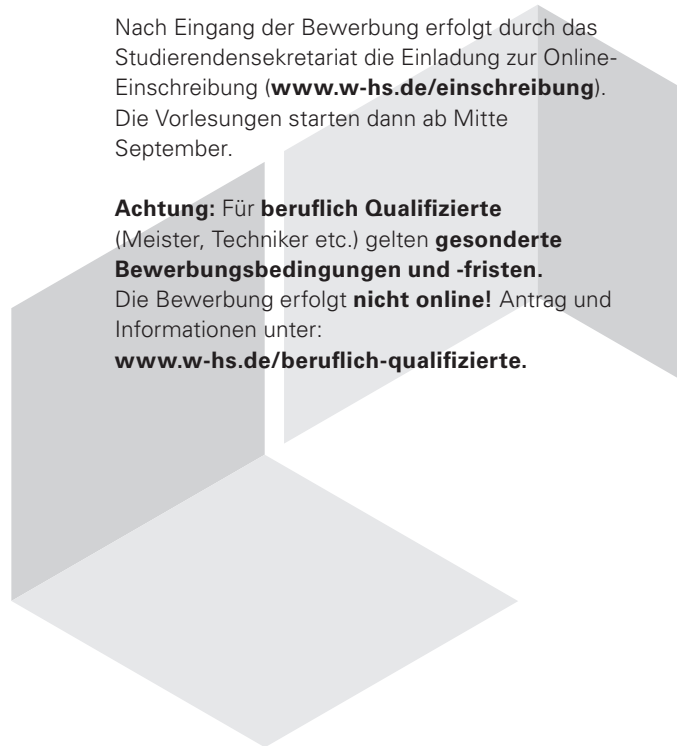 Nach Eingang der Bewerbung erfolgt durch das
Studierendensekretariat die Einladung zur Online-
Einschreibung (www.w-hs.de/einschreibung).
Die Vorlesungen starten dann ab Mitte
September.
Achtung: Für beruflich Qualifizierte
(Meister, Techniker etc.) gelten gesonderte
Bewerbungsbedingungen und -fristen.
Die Bewerbung erfolgt nicht online! Antrag und
Informationen unter:
www.w-hs.de/beruflich-qualifizierte.